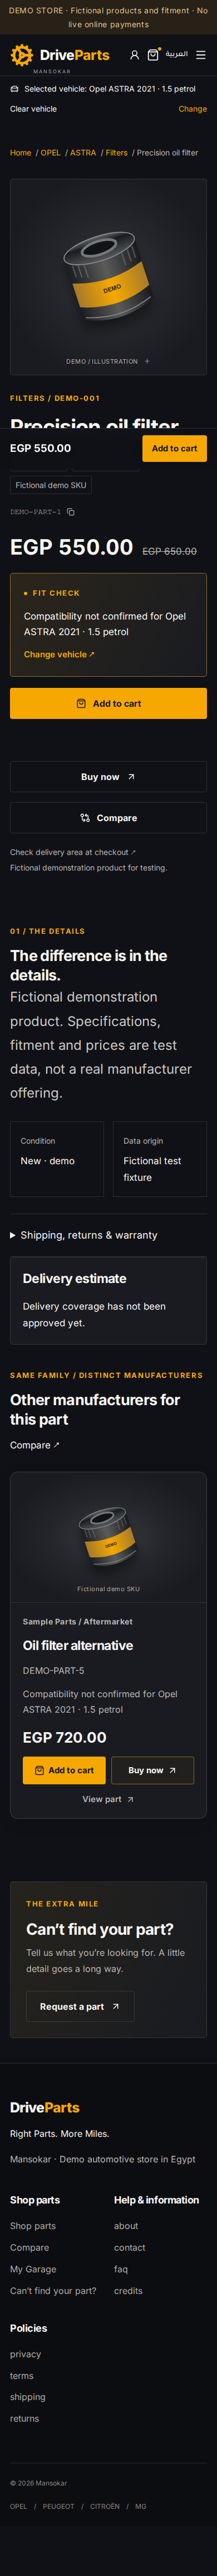 DEMO STORE · Fictional products and fitment · No
live online payments
DriveParts
MANSOKAR
العربية
Selected vehicle: Opel ASTRA 2021 · 1.5 petrol
Clear vehicle
Change
Home / OPEL / ASTRA / Filters / Precision oil filter
DEMO
DEMO / ILLUSTRATION +
FILTERS / DEMO-001
Precision oil filter
EGP 550.00
Add to cart
Fictional demo SKU
DEMO-PART-1
EGP 550.00 EGP 650.00
FIT CHECK
Compatibility not confirmed for Opel
ASTRA 2021 · 1.5 petrol
Change vehicle ↗
Add to cart
Buy now ↗
Compare
Check delivery area at checkout ↗
Fictional demonstration product for testing.
01 / THE DETAILS
The difference is in the
details.
Fictional demonstration
product. Specifications,
fitment and prices are test
data, not a real manufacturer
offering.
Condition
New · demo
Data origin
Fictional test
fixture
▶ Shipping, returns & warranty
Delivery estimate
Delivery coverage has not been
approved yet.
SAME FAMILY / DISTINCT MANUFACTURERS
Other manufacturers for
this part
Compare ↗
DEMO
Fictional demo SKU
Sample Parts / Aftermarket
Oil filter alternative
DEMO-PART-5
Compatibility not confirmed for Opel
ASTRA 2021 · 1.5 petrol
EGP 720.00
Add to cart
Buy now ↗
View part ↗
THE EXTRA MILE
Can’t find your part?
Tell us what you’re looking for. A little
detail goes a long way.
Request a part ↗
DriveParts
Right Parts. More Miles.
Mansokar · Demo automotive store in Egypt
Shop parts
Shop parts
Compare
My Garage
Can’t find your part?
Help & information
about
contact
faq
credits
Policies
privacy
terms
shipping
returns
© 2026 Mansokar
OPEL / PEUGEOT / CITROËN / MG